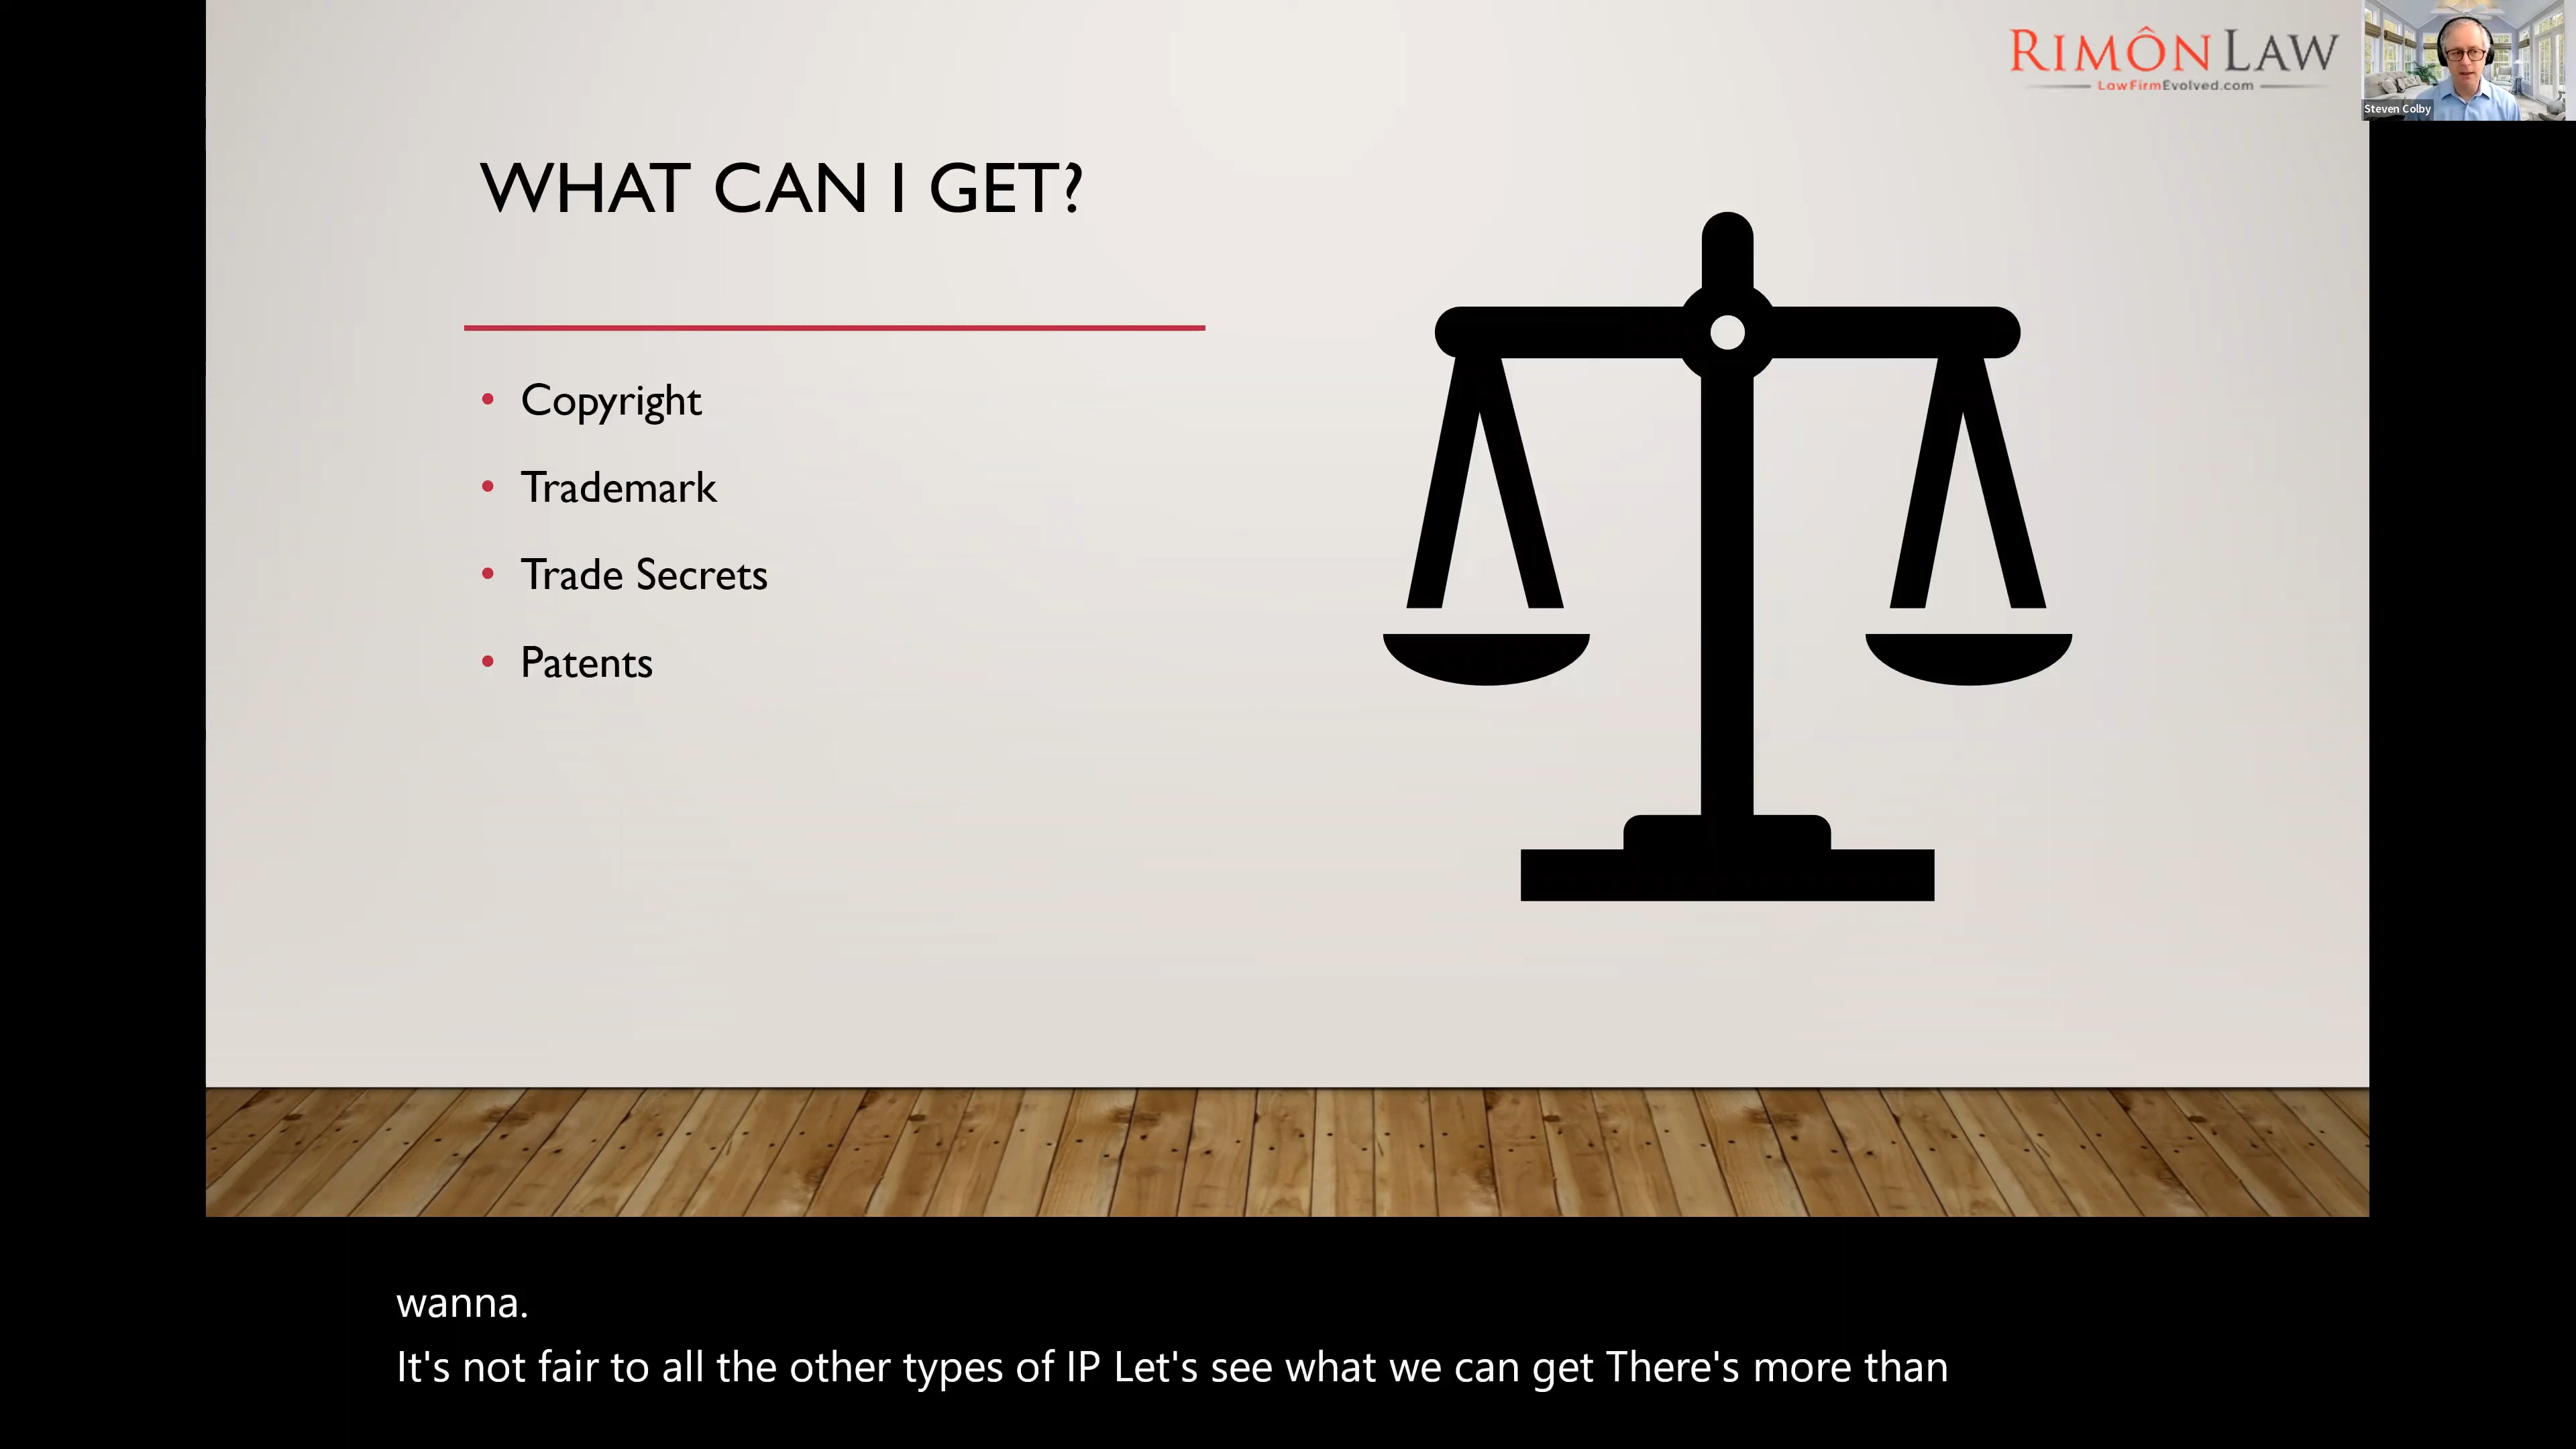 RIMÔN LAW
LawFirmEvolved.com
Steven Colby
WHAT CAN I GET?
• Copyright
• Trademark
• Trade Secrets
• Patents
wanna.
It's not fair to all the other types of IP Let's see what we can get There's more than